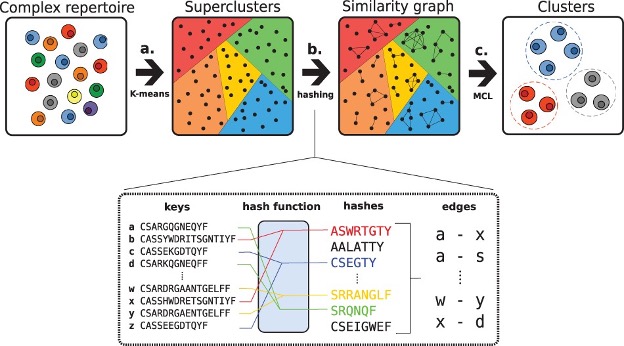 Complex repertoire
Superclusters
Similarity graph
Clusters
a.
K-means
b.
hashing
c.
MCL
keys
hash function
hashes
edges
a CSARGQGNEQYF
b CASSYWDRITSGNTIYF
c CASSEKGDTQYF
d CSARKQGNEQFF
w CSARDRGAANTGELFF
x CASSHWDRETSGNTIYF
y CSARDRGAENTGELFF
z CASSEEGDTQYF
ASWRTGTY
AALATTY
CSEGTY
SRRANGLF
SRQNQF
CSEIGWEF
a - x
a - s
w - y
x - d